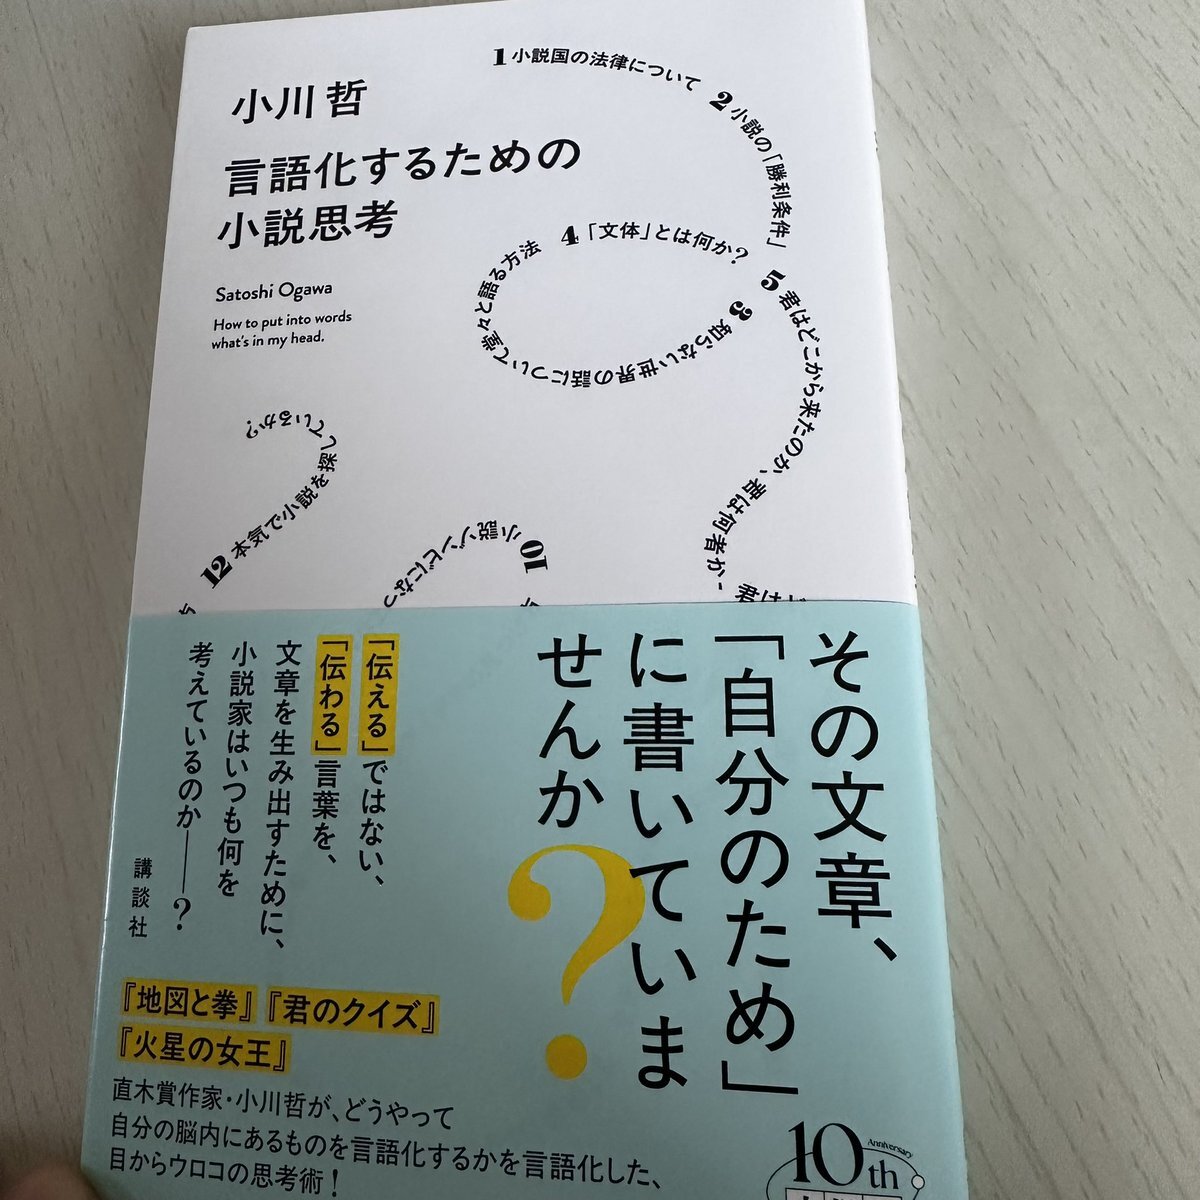 小川 哲
言語化するための
小説思考
Satoshi Ogawa
How to put into words
what's in my head.
1 小説国の法律について
2 小説の「勝利条件」
3 知らない世界の話について堂々と語る方法
4 「文体」とは何か?
5 君はどこから来たのか、君は何者か、
君は
10
小説ゾンビになっ
12 本気で小説を探しているか?
その文章、
「自分のため」
に書いていま
せんか
?
「伝える」ではない、
「伝わる」言葉を、
文章を生み出すために、
小説家はいつも何を
考えているのか――?
講談社
『地図と拳』『君のクイズ』
『火星の女王』
直木賞作家・小川哲が、どうやって
自分の脳内にあるものを言語化するかを言語化した、
目からウロコの思考術!
10th
Anniversary